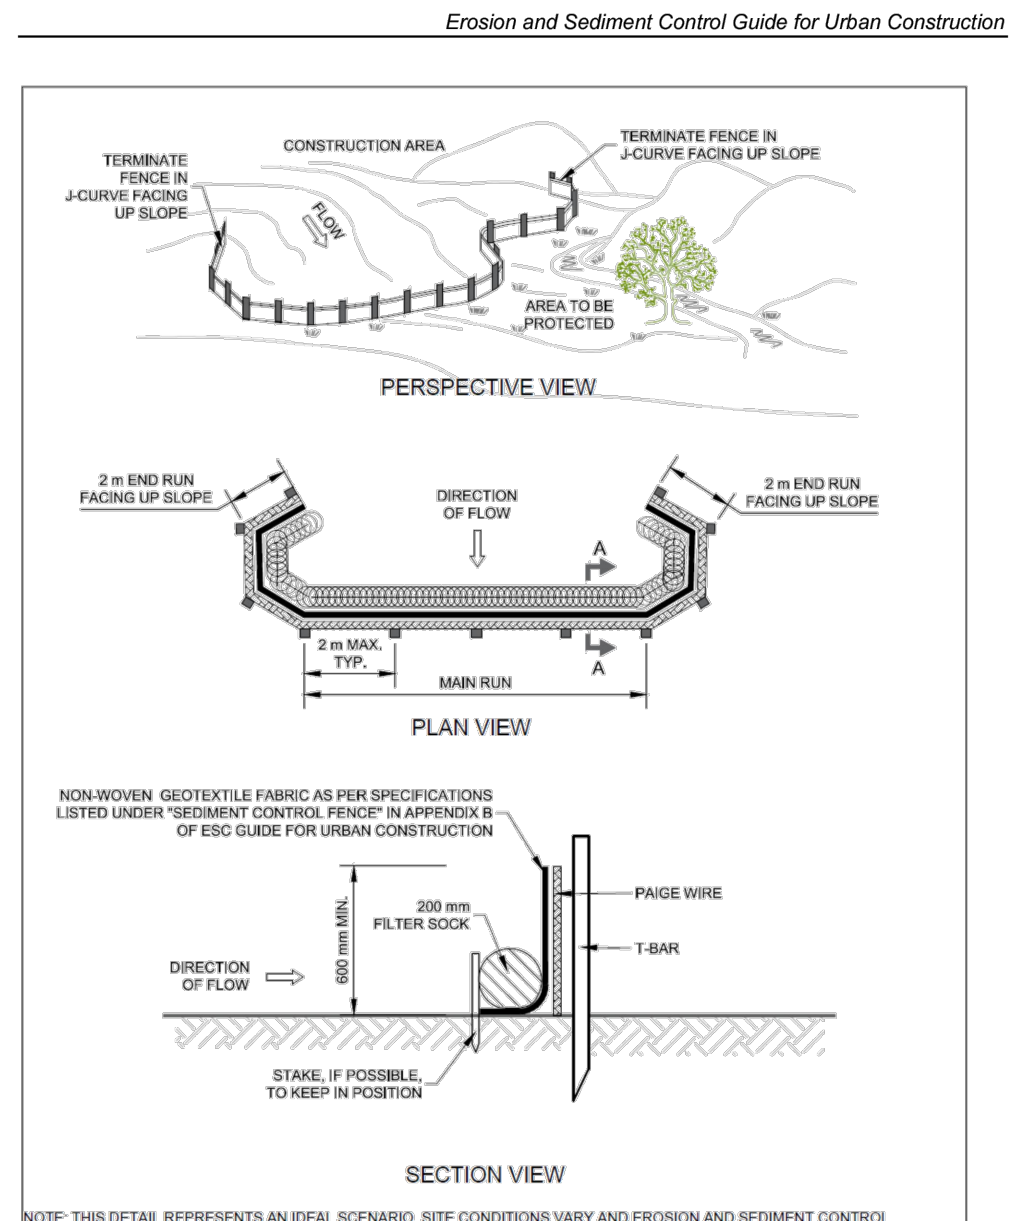 Erosion and Sediment Control Guide for Urban Construction
CONSTRUCTION AREA
TERMINATE FENCE IN
J-CURVE FACING UP SLOPE
TERMINATE
FENCE IN
J-CURVE FACING
UP SLOPE
FLOW
AREA TO BE
PROTECTED
PERSPECTIVE VIEW
2 m END RUN
FACING UP SLOPE
DIRECTION
OF FLOW
2 m END RUN
FACING UP SLOPE
A
2 m MAX.
TYP.
A
MAIN RUN
PLAN VIEW
NON-WOVEN GEOTEXTILE FABRIC AS PER SPECIFICATIONS
LISTED UNDER "SEDIMENT CONTROL FENCE" IN APPENDIX B
OF ESC GUIDE FOR URBAN CONSTRUCTION
600 mm MIN.
200 mm
FILTER SOCK
PAIGE WIRE
T-BAR
DIRECTION
OF FLOW
STAKE, IF POSSIBLE,
TO KEEP IN POSITION
SECTION VIEW
NOTE: THIS DETAIL REPRESENTS AN IDEAL SCENARIO. SITE CONDITIONS VARY AND EROSION AND SEDIMENT CONTROL